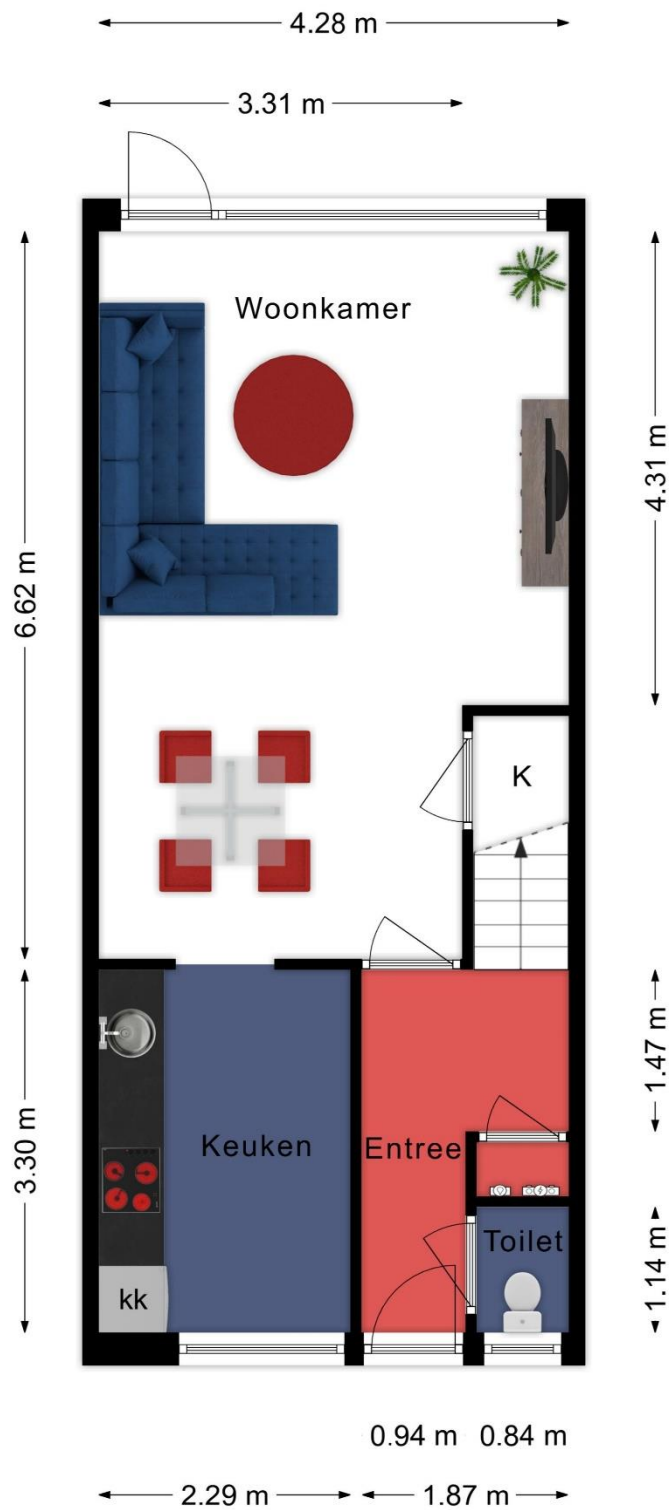 4.28 m
3.31 m
Woonkamer
6.62 m
4.31 m
K
3.30 m
1.47 m
Keuken
Entree
Toilet
1.14 m
kk
0.94 m 0.84 m
2.29 m
1.87 m